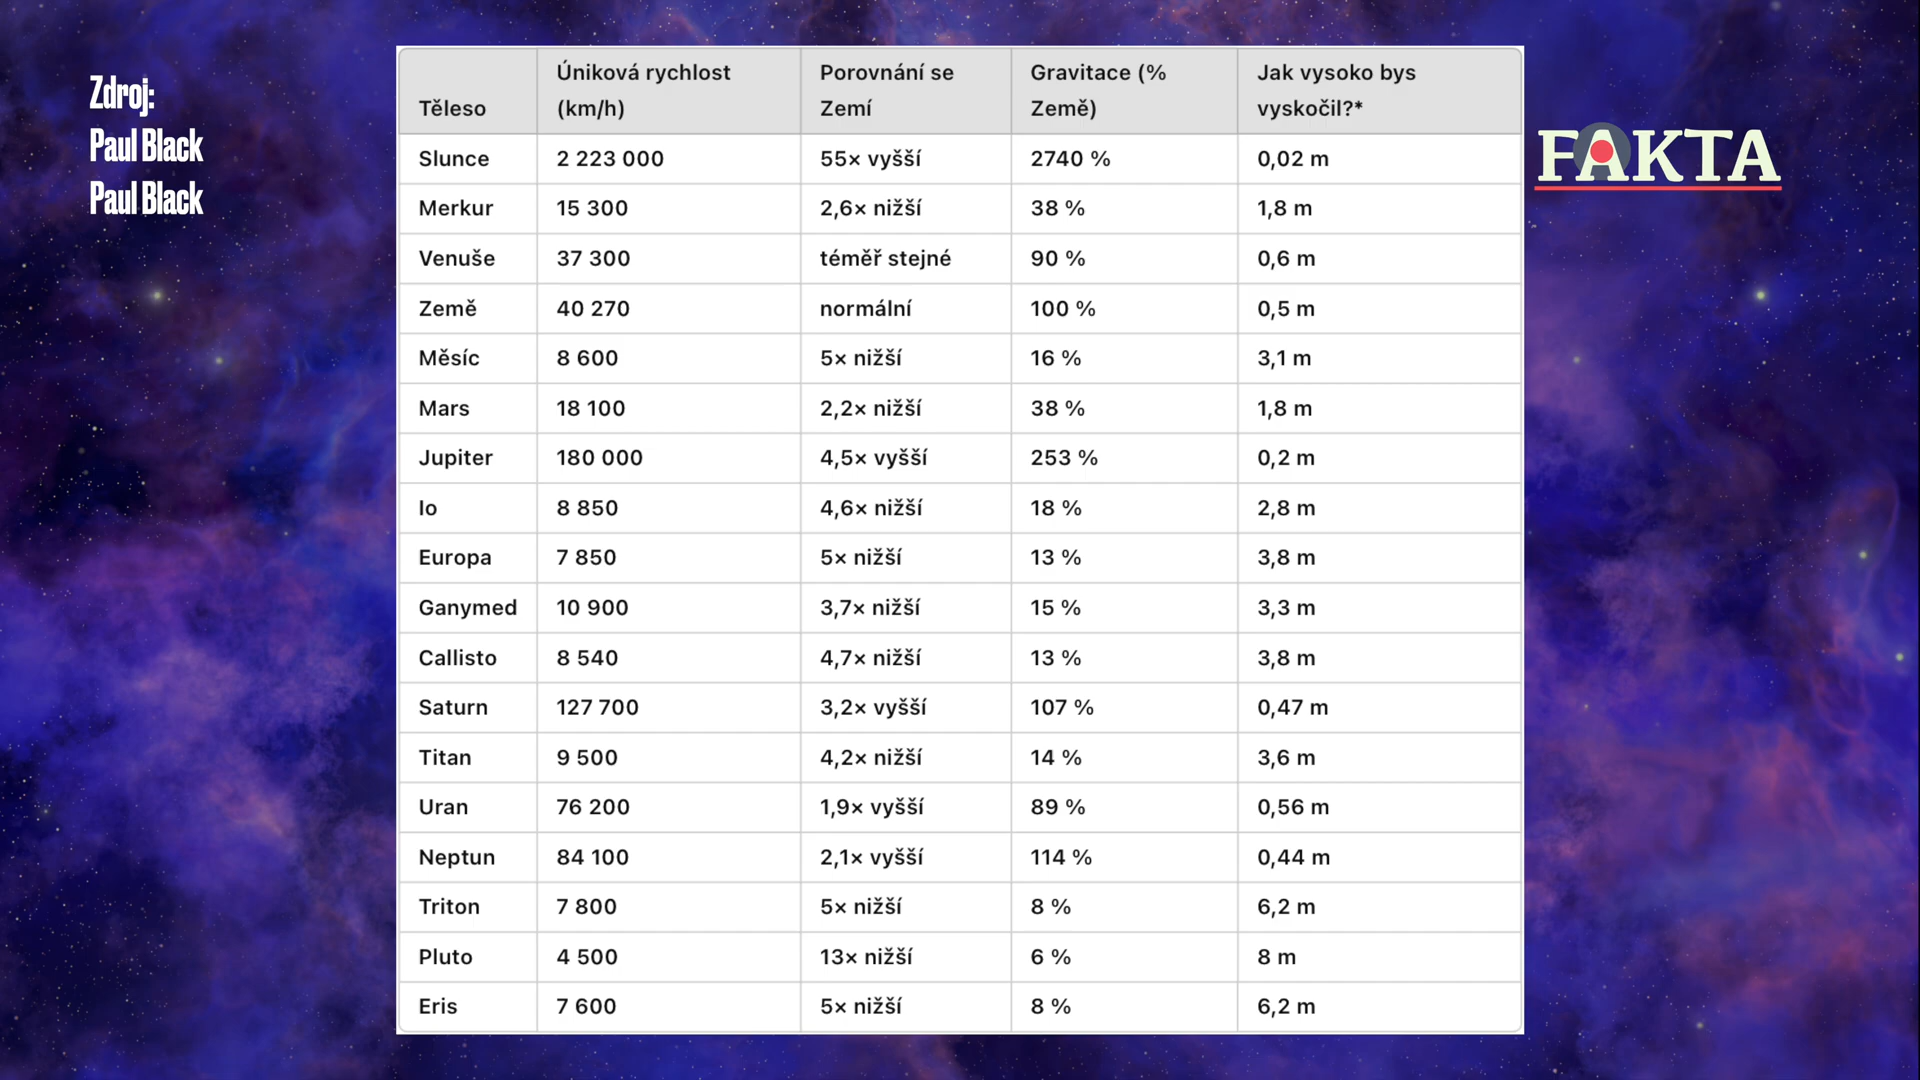 Zdroj:
Paul Black
Paul Black
FAKTA
Těleso Úniková rychlost (km/h) Porovnání se Zemí Gravitace (% Země) Jak vysoko bys vyskočil?*
Slunce 2 223 000 55× vyšší 2740 % 0,02 m
Merkur 15 300 2,6× nižší 38 % 1,8 m
Venuše 37 300 téměř stejné 90 % 0,6 m
Země 40 270 normální 100 % 0,5 m
Měsíc 8 600 5× nižší 16 % 3,1 m
Mars 18 100 2,2× nižší 38 % 1,8 m
Jupiter 180 000 4,5× vyšší 253 % 0,2 m
Io 8 850 4,6× nižší 18 % 2,8 m
Europa 7 850 5× nižší 13 % 3,8 m
Ganymed 10 900 3,7× nižší 15 % 3,3 m
Callisto 8 540 4,7× nižší 13 % 3,8 m
Saturn 127 700 3,2× vyšší 107 % 0,47 m
Titan 9 500 4,2× nižší 14 % 3,6 m
Uran 76 200 1,9× vyšší 89 % 0,56 m
Neptun 84 100 2,1× vyšší 114 % 0,44 m
Triton 7 800 5× nižší 8 % 6,2 m
Pluto 4 500 13× nižší 6 % 8 m
Eris 7 600 5× nižší 8 % 6,2 m